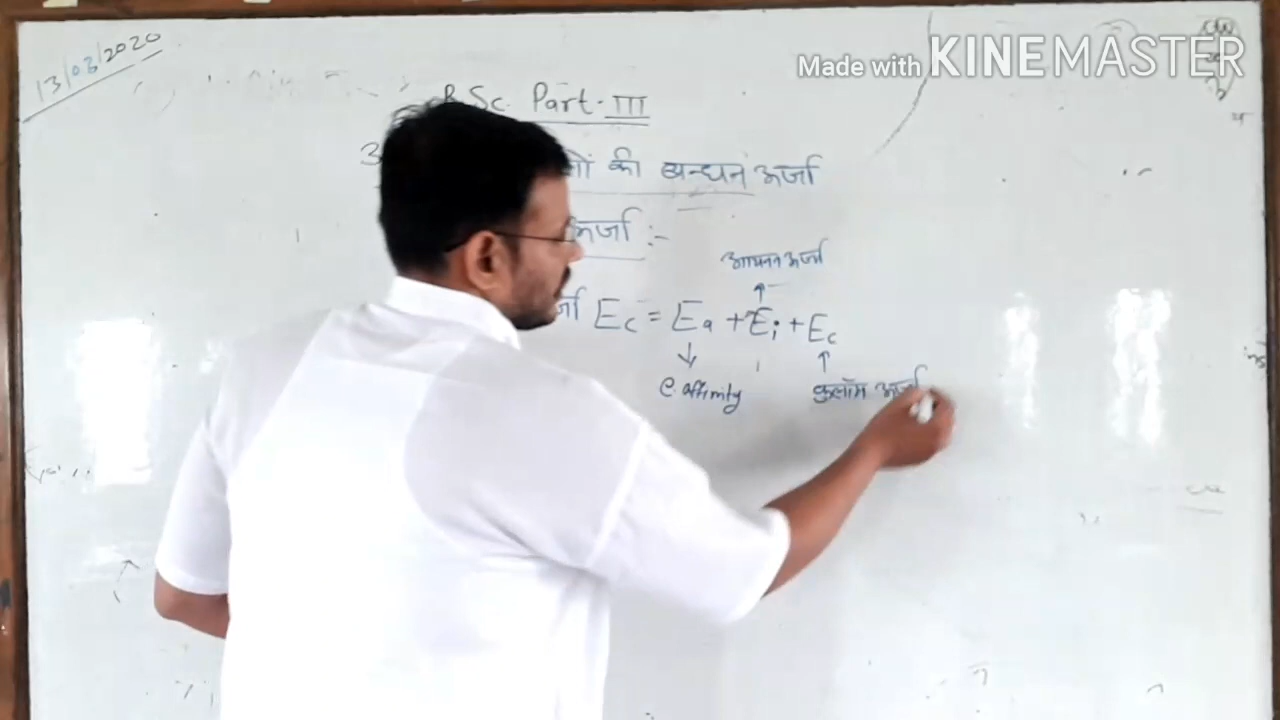 13/08/2020
Made with KINEMASTER
B.Sc. Part-III
की बन्धन ऊर्जा
ऊर्जा :-
आयनन ऊर्जा
↑
Ec = Ea + Ei + Ec
↓ ↑
e. affinity कुलॉम ऊर्जा